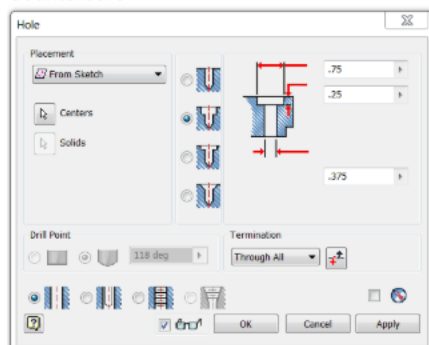 Hole
Placement
From Sketch
Centers
Solids
.75
.25
.375
Drill Point
118 deg
Termination
Through All
OK
Cancel
Apply